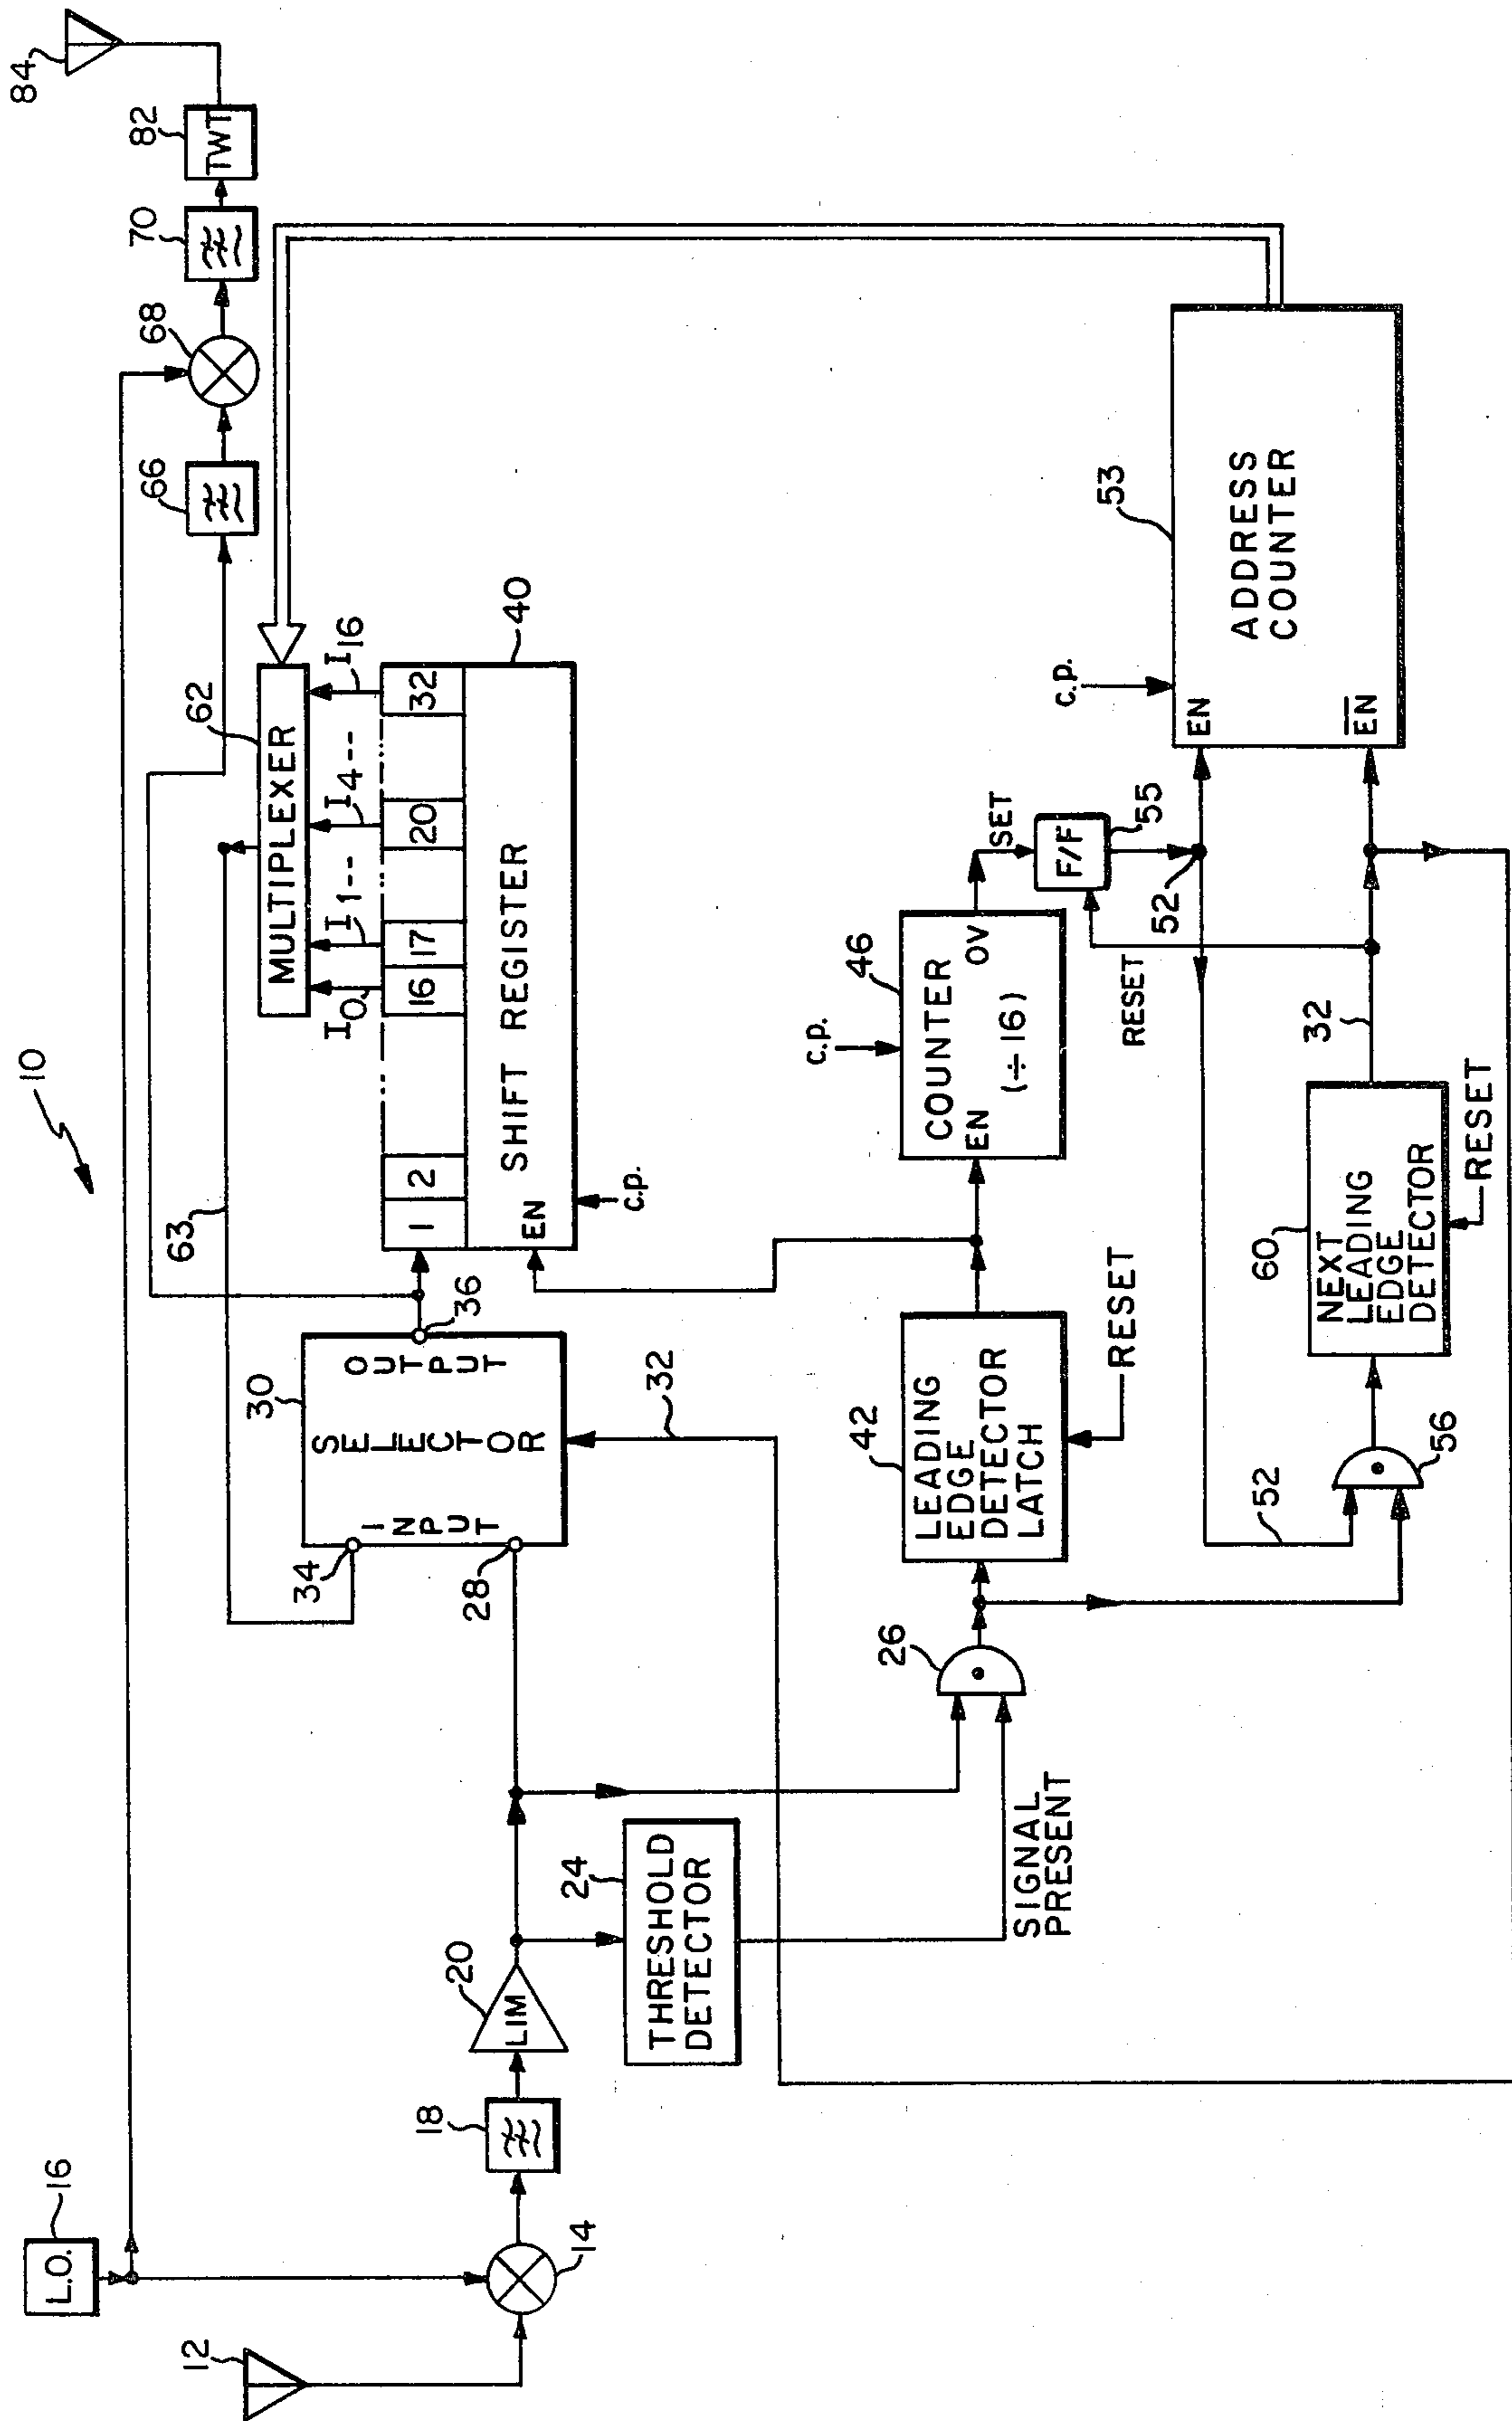 10
84
L.O.
16
12
14
18
LIM
20
THRESHOLD
DETECTOR
24
SIGNAL
PRESENT
26
28
34
INPUT
SELECTOR
OUTPUT
30
32
36
63
1
2
16
17
20
32
EN
SHIFT REGISTER
40
c.p.
I0
I1--
I4--
I16
MULTIPLEXER
62
66
68
70
TWT
82
LEADING
EDGE
DETECTOR
LATCH
42
RESET
COUNTER
(÷16)
EN
OV
46
c.p.
SET
F/F
55
RESET
52
52
56
NEXT
LEADING
EDGE
DETECTOR
60
RESET
32
EN
EN
ADDRESS
COUNTER
53
c.p.